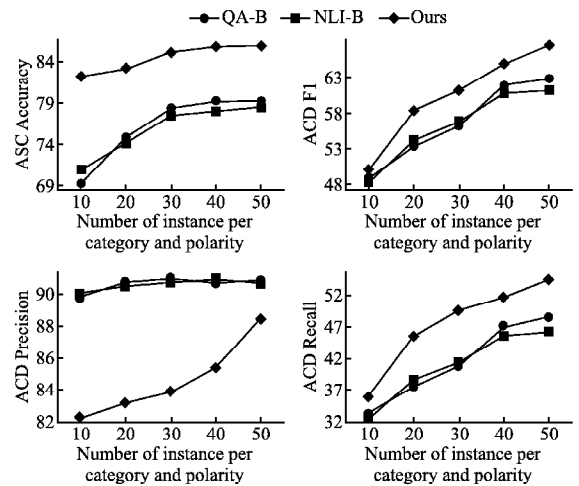 QA-B NLI-B Ours
ASC Accuracy
84
79
74
69
10 20 30 40 50
Number of instance per
category and polarity
ACD F1
63
58
53
48
10 20 30 40 50
Number of instance per
category and polarity
ACD Precision
90
88
86
84
82
10 20 30 40 50
Number of instance per
category and polarity
ACD Recall
52
47
42
37
32
10 20 30 40 50
Number of instance per
category and polarity